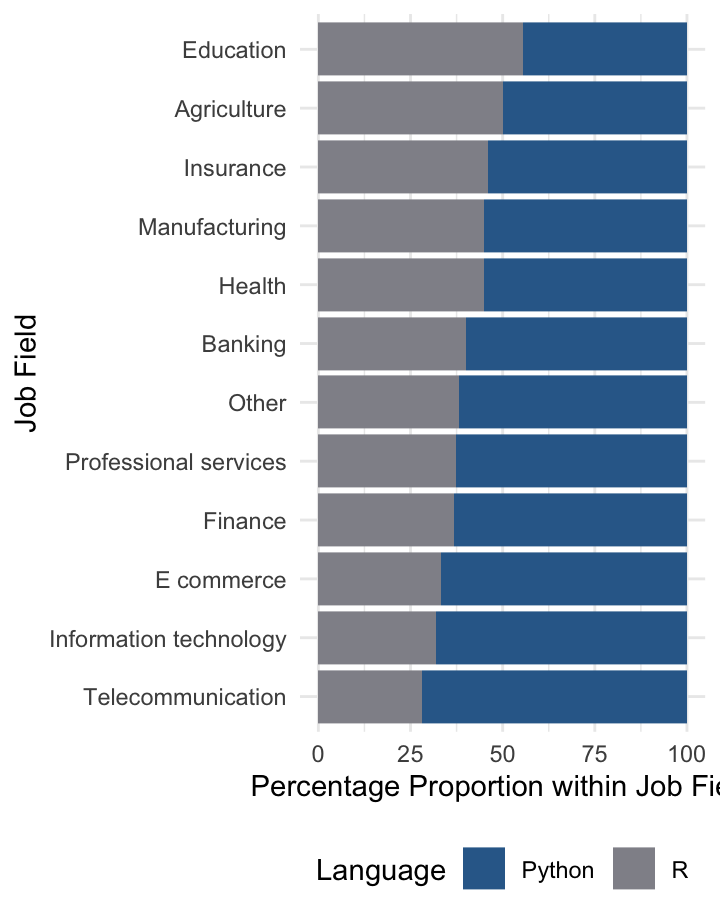 Education
Agriculture
Insurance
Manufacturing
Health
Banking
Other
Professional services
Finance
E commerce
Information technology
Telecommunication
Job Field
0 25 50 75 100
Percentage Proportion within Job Fie
Language Python R